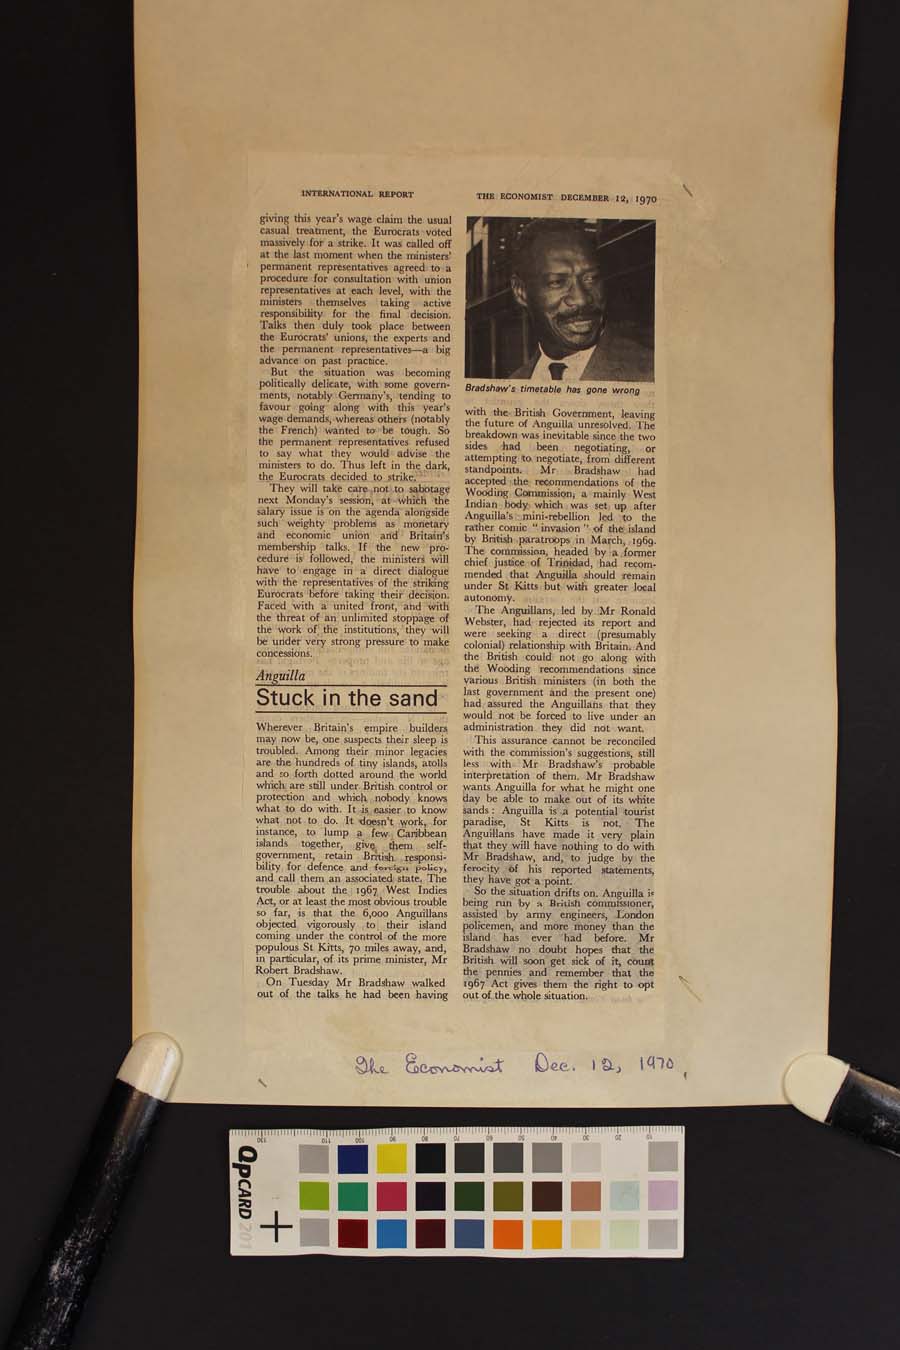 INTERNATIONAL REPORT
THE ECONOMIST DECEMBER 12, 1970
giving this year's wage claim the usual
casual treatment, the Eurocrats voted
massively for a strike. It was called off
at the last moment when the ministers'
permanent representatives agreed to a
procedure for consultation with union
representatives at each level, with the
ministers themselves taking active
responsibility for the final decision.
Talks then duly took place between
the Eurocrats' unions, the experts and
the permanent representatives—a big
advance on past practice.
But the situation was becoming
politically delicate, with some govern-
ments, notably Germany's, tending to
favour going along with this year's
wage demands, whereas others (notably
the French) wanted to be tough. So
the permanent representatives refused
to say what they would advise the
ministers to do. Thus left in the dark,
the Eurocrats decided to strike.
They will take care not to sabotage
next Monday's session, at which the
salary issue is on the agenda alongside
such weighty problems as monetary
and economic union and Britain's
membership talks. If the new pro-
cedure is followed, the ministers will
have to engage in a direct dialogue
with the representatives of the striking
Eurocrats before taking their decision.
Faced with a united front, and with
the threat of an unlimited stoppage of
the work of the institutions, they will
be under very strong pressure to make
concessions.
Anguilla
Stuck in the sand
Wherever Britain's empire builders
may now be, one suspects their sleep is
troubled. Among their minor legacies
are the hundreds of tiny islands, atolls
and so forth dotted around the world
which are still under British control or
protection and which nobody knows
what to do with. It is easier to know
what not to do. It doesn't work, for
instance, to lump a few Caribbean
islands together, give them self-
government, retain British responsi-
bility for defence and foreign policy,
and call them an associated state. The
trouble about the 1967 West Indies
Act, or at least the most obvious trouble
so far, is that the 6,000 Anguillans
objected vigorously to their island
coming under the control of the more
populous St Kitts, 70 miles away, and,
in particular, of its prime minister, Mr
Robert Bradshaw.
On Tuesday Mr Bradshaw walked
out of the talks he had been having
Bradshaw's timetable has gone wrong
with the British Government, leaving
the future of Anguilla unresolved. The
breakdown was inevitable since the two
sides had been negotiating, or
attempting to negotiate, from different
standpoints. Mr Bradshaw had
accepted the recommendations of the
Wooding Commission, a mainly West
Indian body which was set up after
Anguilla's mini-rebellion led to the
rather comic "invasion" of the island
by British paratroops in March, 1969.
The commission, headed by a former
chief justice of Trinidad, had recom-
mended that Anguilla should remain
under St Kitts but with greater local
autonomy.
The Anguillans, led by Mr Ronald
Webster, had rejected its report and
were seeking a direct (presumably
colonial) relationship with Britain. And
the British could not go along with
the Wooding recommendations since
various British ministers (in both the
last government and the present one)
had assured the Anguillans that they
would not be forced to live under an
administration they did not want.
This assurance cannot be reconciled
with the commission's suggestions, still
less with Mr Bradshaw's probable
interpretation of them. Mr Bradshaw
wants Anguilla for what he might one
day be able to make out of its white
sands: Anguilla is a potential tourist
paradise, St Kitts is not. The
Anguillans have made it very plain
that they will have nothing to do with
Mr Bradshaw, and, to judge by the
ferocity of his reported statements,
they have got a point.
So the situation drifts on. Anguilla is
being run by a British commissioner,
assisted by army engineers, London
policemen, and more money than the
island has ever had before. Mr
Bradshaw no doubt hopes that the
British will soon get sick of it, count
the pennies and remember that the
1967 Act gives them the right to opt
out of the whole situation.
The Economist Dec. 12, 1970
130 110 100 90 80 70 60 50 40 30 20 10
QPCARD 201